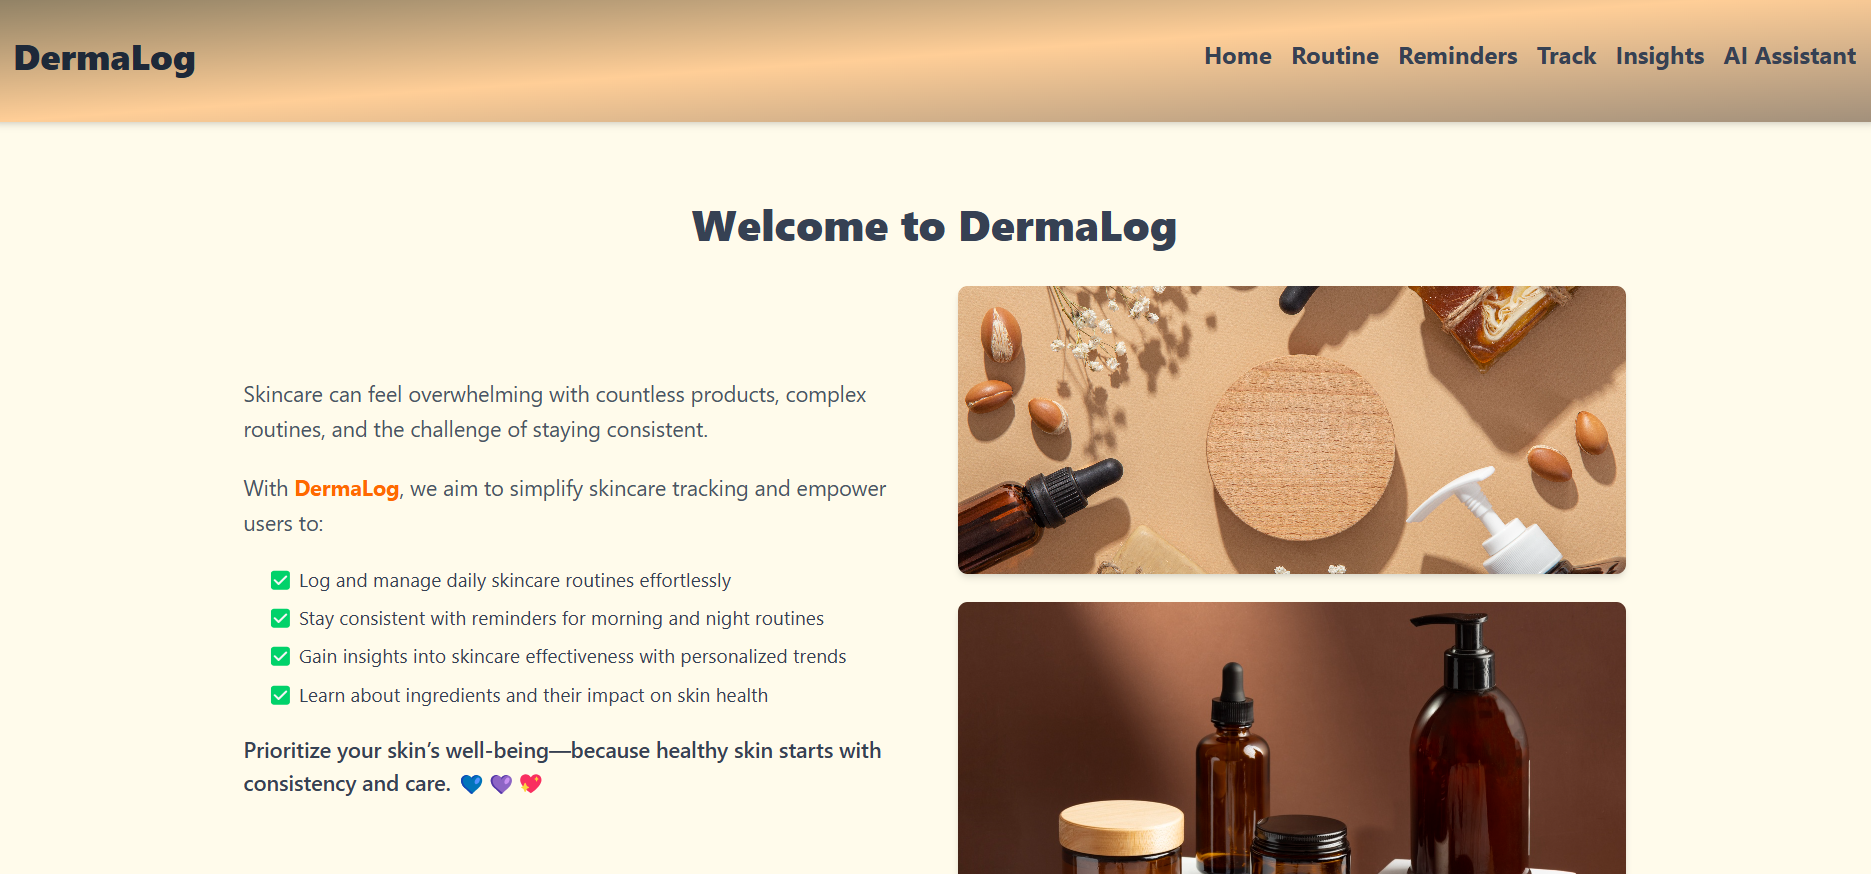 DermaLog
Home Routine Reminders Track Insights AI Assistant
Welcome to DermaLog
Skincare can feel overwhelming with countless products, complex
routines, and the challenge of staying consistent.
With DermaLog, we aim to simplify skincare tracking and empower
users to:
✅ Log and manage daily skincare routines effortlessly
✅ Stay consistent with reminders for morning and night routines
✅ Gain insights into skincare effectiveness with personalized trends
✅ Learn about ingredients and their impact on skin health
Prioritize your skin’s well-being—because healthy skin starts with
consistency and care. 💙 💜 💖